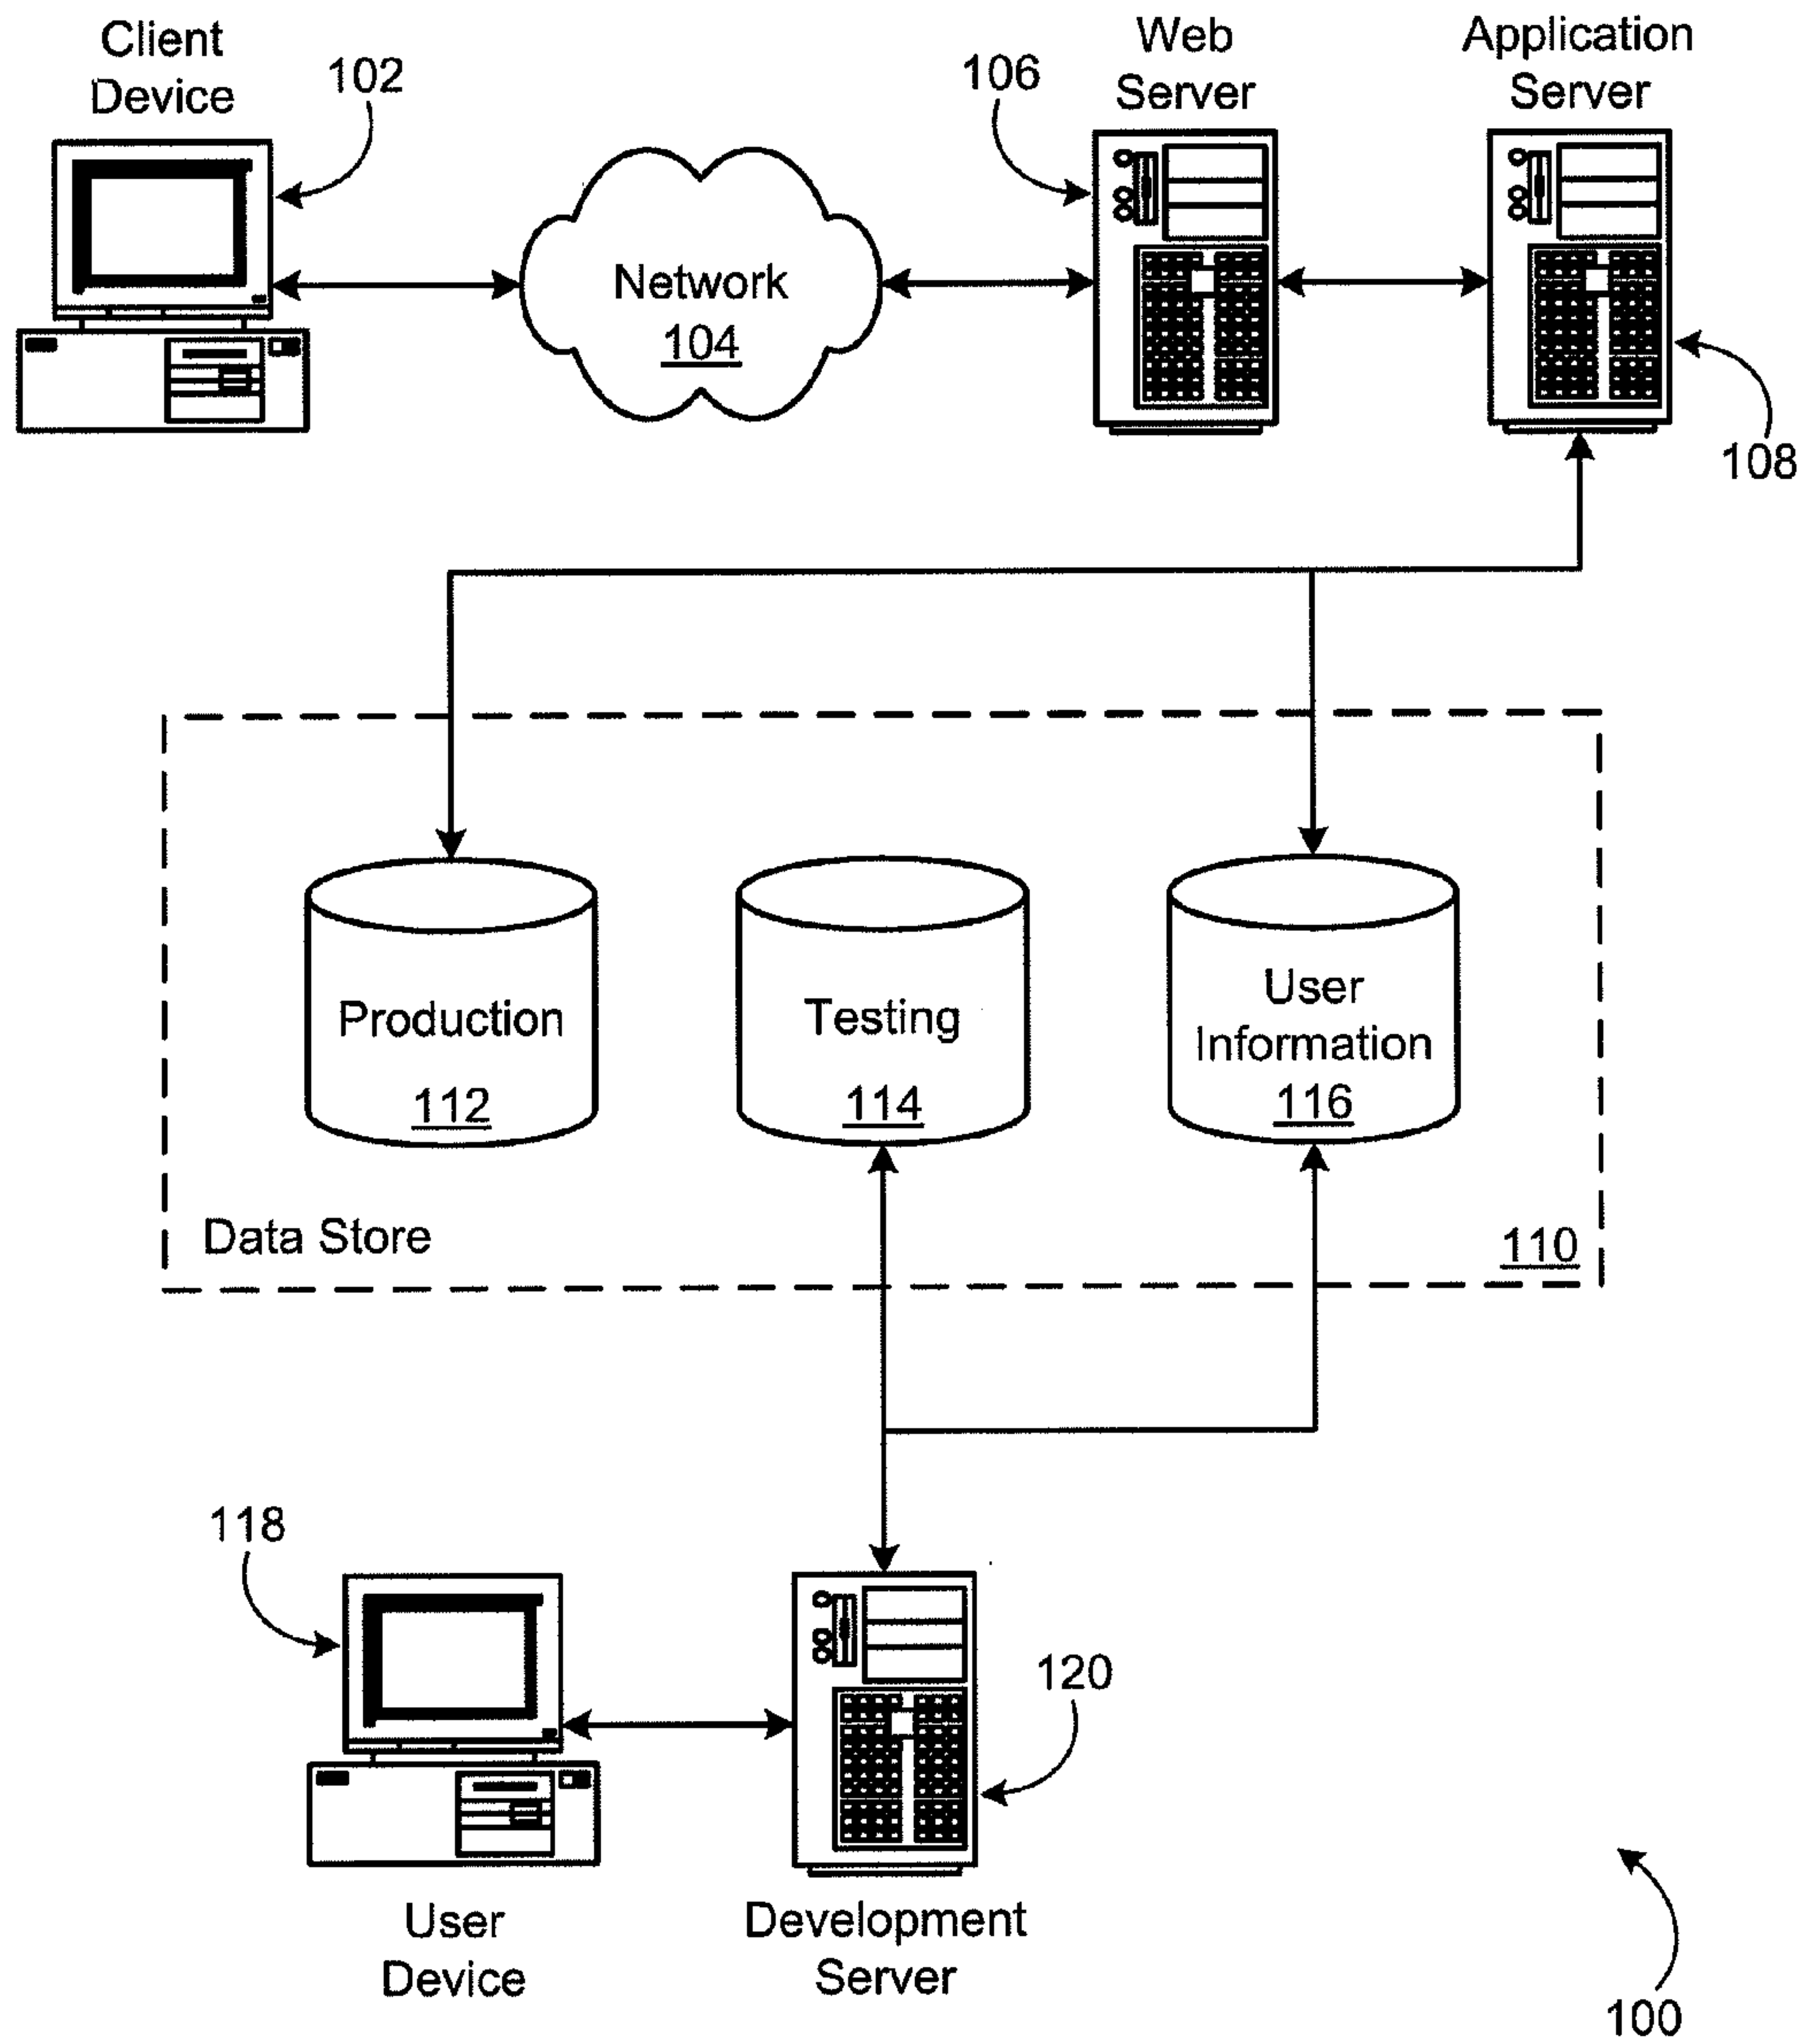 Client
Device
102
Network
104
106
Web
Server
Application
Server
108
Production
112
Testing
114
User
Information
116
Data Store
110
118
User
Device
120
Development
Server
100